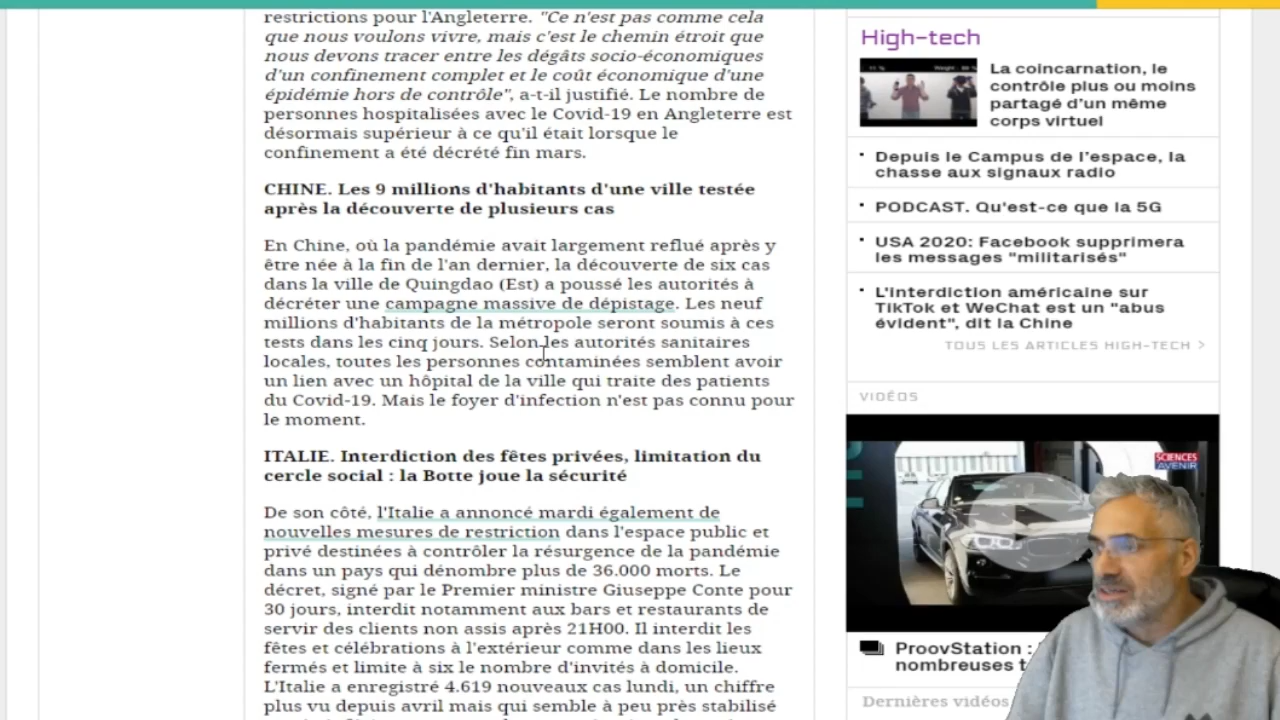 restrictions pour l'Angleterre. "Ce n'est pas comme cela
que nous voulons vivre, mais c'est le chemin étroit que
nous devons tracer entre les dégâts socio-économiques
d'un confinement complet et le coût économique d'une
épidémie hors de contrôle", a-t-il justifié. Le nombre de
personnes hospitalisées avec le Covid-19 en Angleterre est
désormais supérieur à ce qu'il était lorsque le
confinement a été décrété fin mars.
CHINE. Les 9 millions d'habitants d'une ville testée
après la découverte de plusieurs cas
En Chine, où la pandémie avait largement reflué après y
être née à la fin de l'an dernier, la découverte de six cas
dans la ville de Quingdao (Est) a poussé les autorités à
décréter une campagne massive de dépistage. Les neuf
millions d'habitants de la métropole seront soumis à ces
tests dans les cinq jours. Selon les autorités sanitaires
locales, toutes les personnes contaminées semblent avoir
un lien avec un hôpital de la ville qui traite des patients
du Covid-19. Mais le foyer d'infection n'est pas connu pour
le moment.
ITALIE. Interdiction des fêtes privées, limitation du
cercle social : la Botte joue la sécurité
De son côté, l'Italie a annoncé mardi également de
nouvelles mesures de restriction dans l'espace public et
privé destinées à contrôler la résurgence de la pandémie
dans un pays qui dénombre plus de 36.000 morts. Le
décret, signé par le Premier ministre Giuseppe Conte pour
30 jours, interdit notamment aux bars et restaurants de
servir des clients non assis après 21H00. Il interdit les
fêtes et célébrations à l'extérieur comme dans les lieux
fermés et limite à six le nombre d'invités à domicile.
L'Italie a enregistré 4.619 nouveaux cas lundi, un chiffre
plus vu depuis avril mais qui semble à peu près stabilisé
High-tech
La coincarnation, le
contrôle plus ou moins
partagé d'un même
corps virtuel
Depuis le Campus de l'espace, la
chasse aux signaux radio
PODCAST. Qu'est-ce que la 5G
USA 2020: Facebook supprimera
les messages "militarisés"
L'interdiction américaine sur
TikTok et WeChat est un "abus
évident", dit la Chine
TOUS LES ARTICLES HIGH-TECH >
VIDÉOS
SCIENCES
AVENIR
ProovStation :
nombreuses
Dernières vidéos